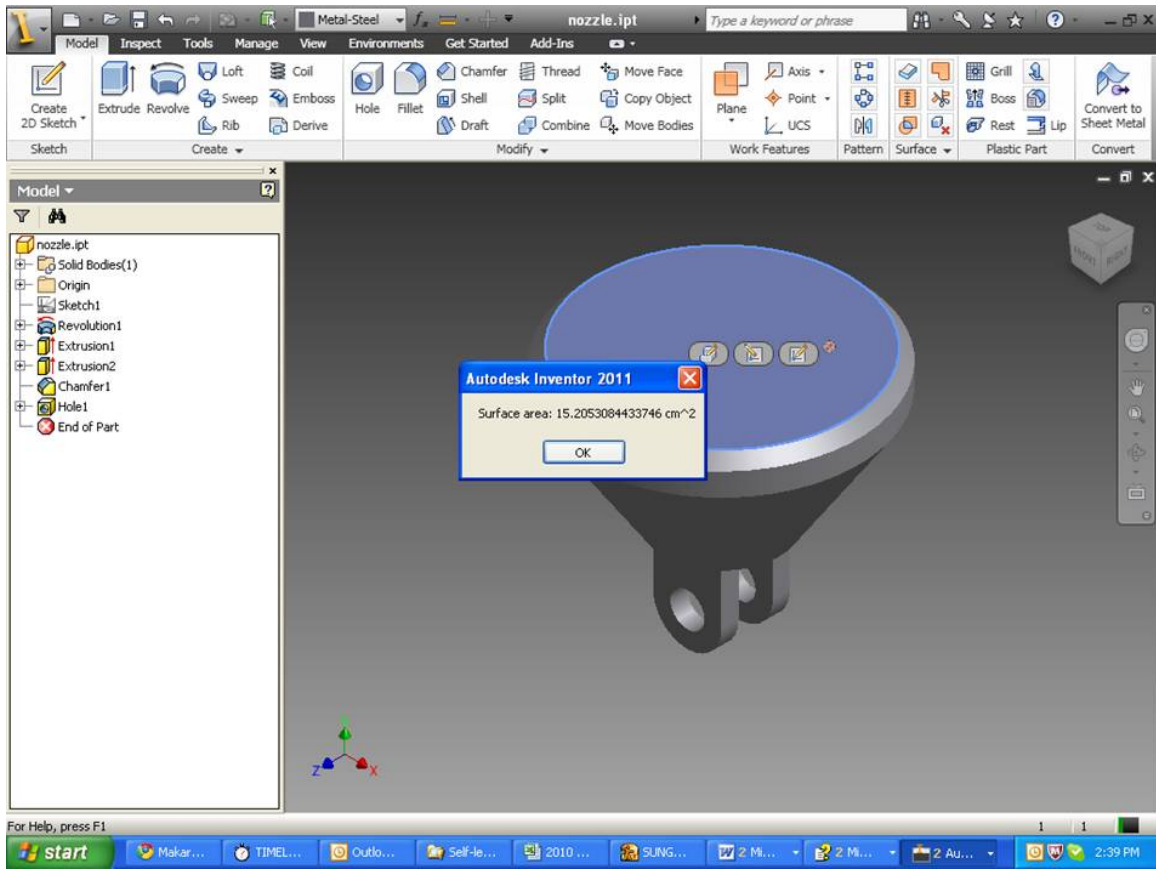 Metal-Steel
nozzle.ipt
Type a keyword or phrase
Model Inspect Tools Manage View Environments Get Started Add-Ins
Create 2D Sketch
Extrude
Revolve
Loft
Sweep
Rib
Coil
Emboss
Derive
Hole
Fillet
Chamfer
Shell
Draft
Thread
Split
Combine
Move Face
Copy Object
Move Bodies
Plane
Axis
Point
UCS
Grill
Boss
Rest
Lip
Convert to Sheet Metal
Sketch Create Modify Work Features Pattern Surface Plastic Part Convert
Model
nozzle.ipt
Solid Bodies(1)
Origin
Sketch1
Revolution1
Extrusion1
Extrusion2
Chamfer1
Hole1
End of Part
FRONT RIGHT
Autodesk Inventor 2011
Surface area: 15.2053084433746 cm^2
OK
Z X
For Help, press F1
1 1
start Makar... TIMEL... Outlo... Self-le... 2010 ... SUNG... 2 Mi... 2 Mi... 2 Au... 2:39 PM